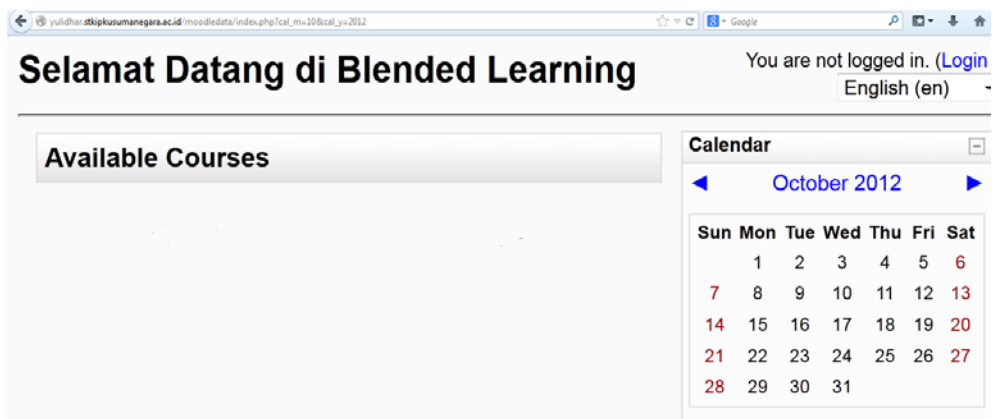 yulidhar.stkipkusumanegara.ac.id/moodledata/index.php?cal_m=10&cal_y=2012
Google
Selamat Datang di Blended Learning
You are not logged in. (Login
English (en)
Available Courses
Calendar
October 2012
Sun Mon Tue Wed Thu Fri Sat
1 2 3 4 5 6
7 8 9 10 11 12 13
14 15 16 17 18 19 20
21 22 23 24 25 26 27
28 29 30 31